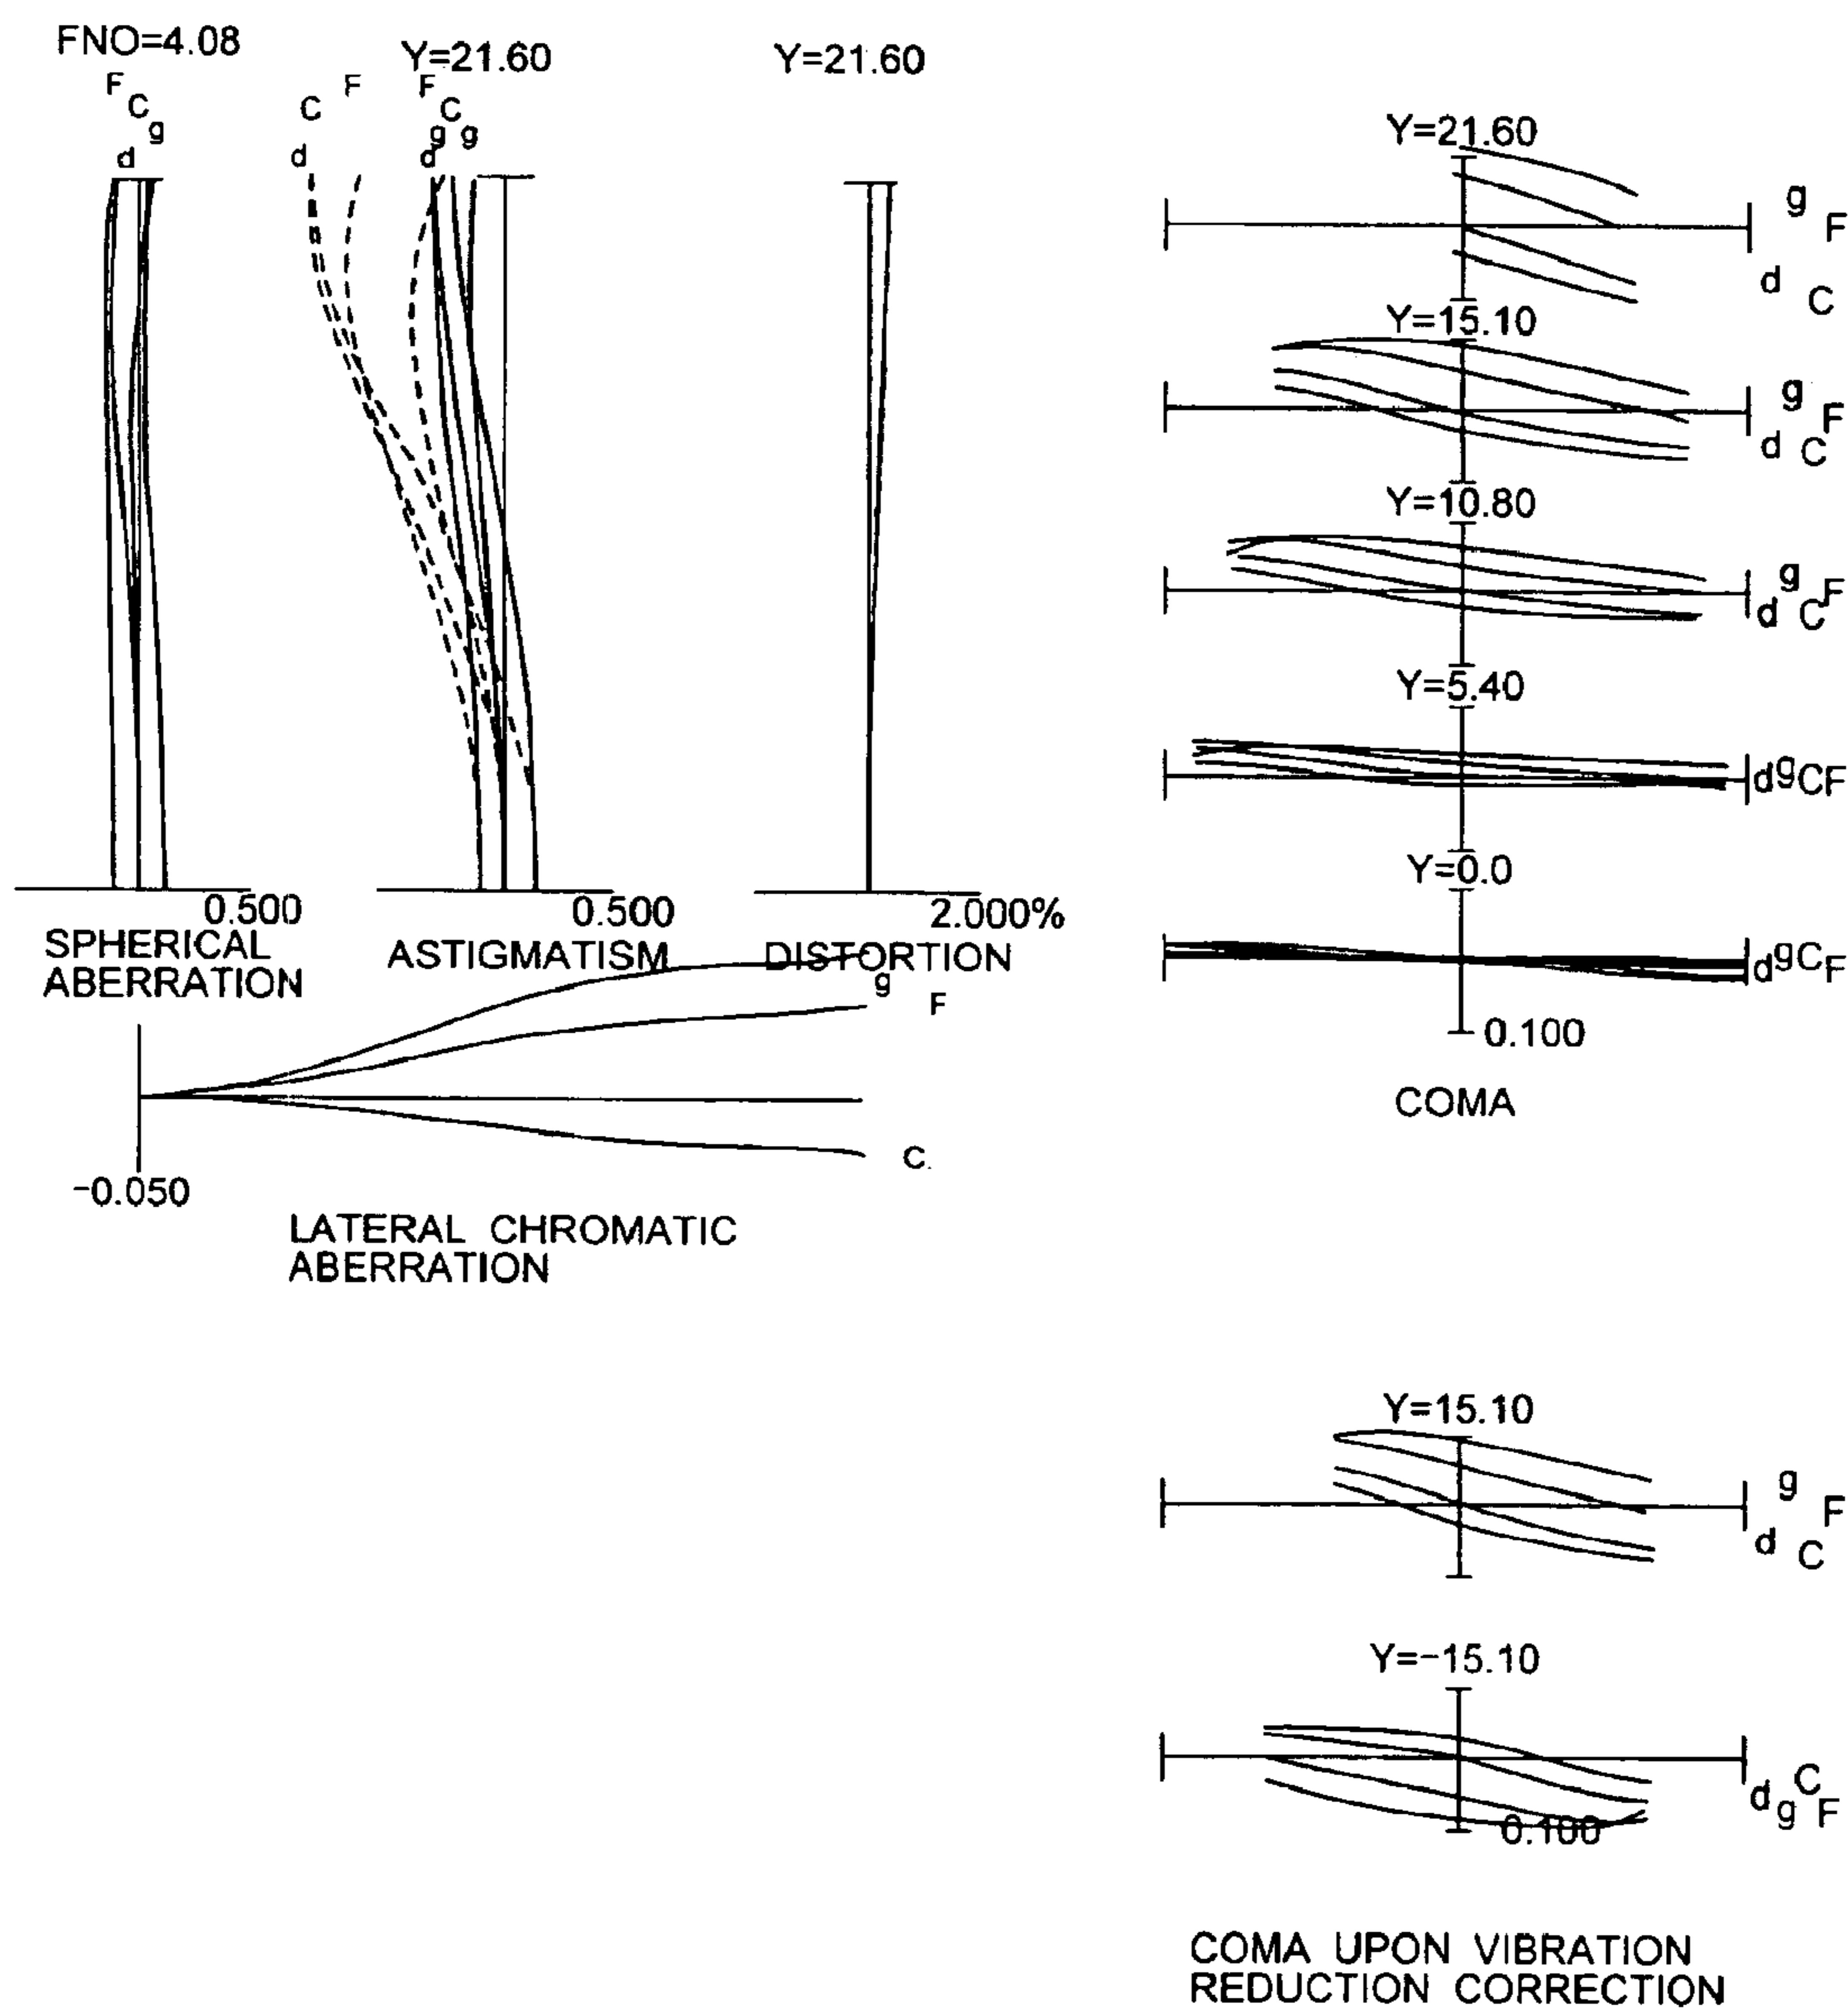 FNO=4.08
F
C
g
d
Y=21.60
C
F
d
F
C
g
g
d
Y=21.60
0.500
SPHERICAL
ABERRATION
0.500
ASTIGMATISM
2.000%
DISTORTION
g
F
C
-0.050
LATERAL CHROMATIC
ABERRATION
Y=21.60
g
F
d
C
Y=15.10
g
F
d
C
Y=10.80
g
F
d
C
Y=5.40
d
g
C
F
Y=0.0
d
g
C
F
0.100
COMA
Y=15.10
g
F
d
C
Y=-15.10
C
d
g
F
0.100
COMA UPON VIBRATION
REDUCTION CORRECTION